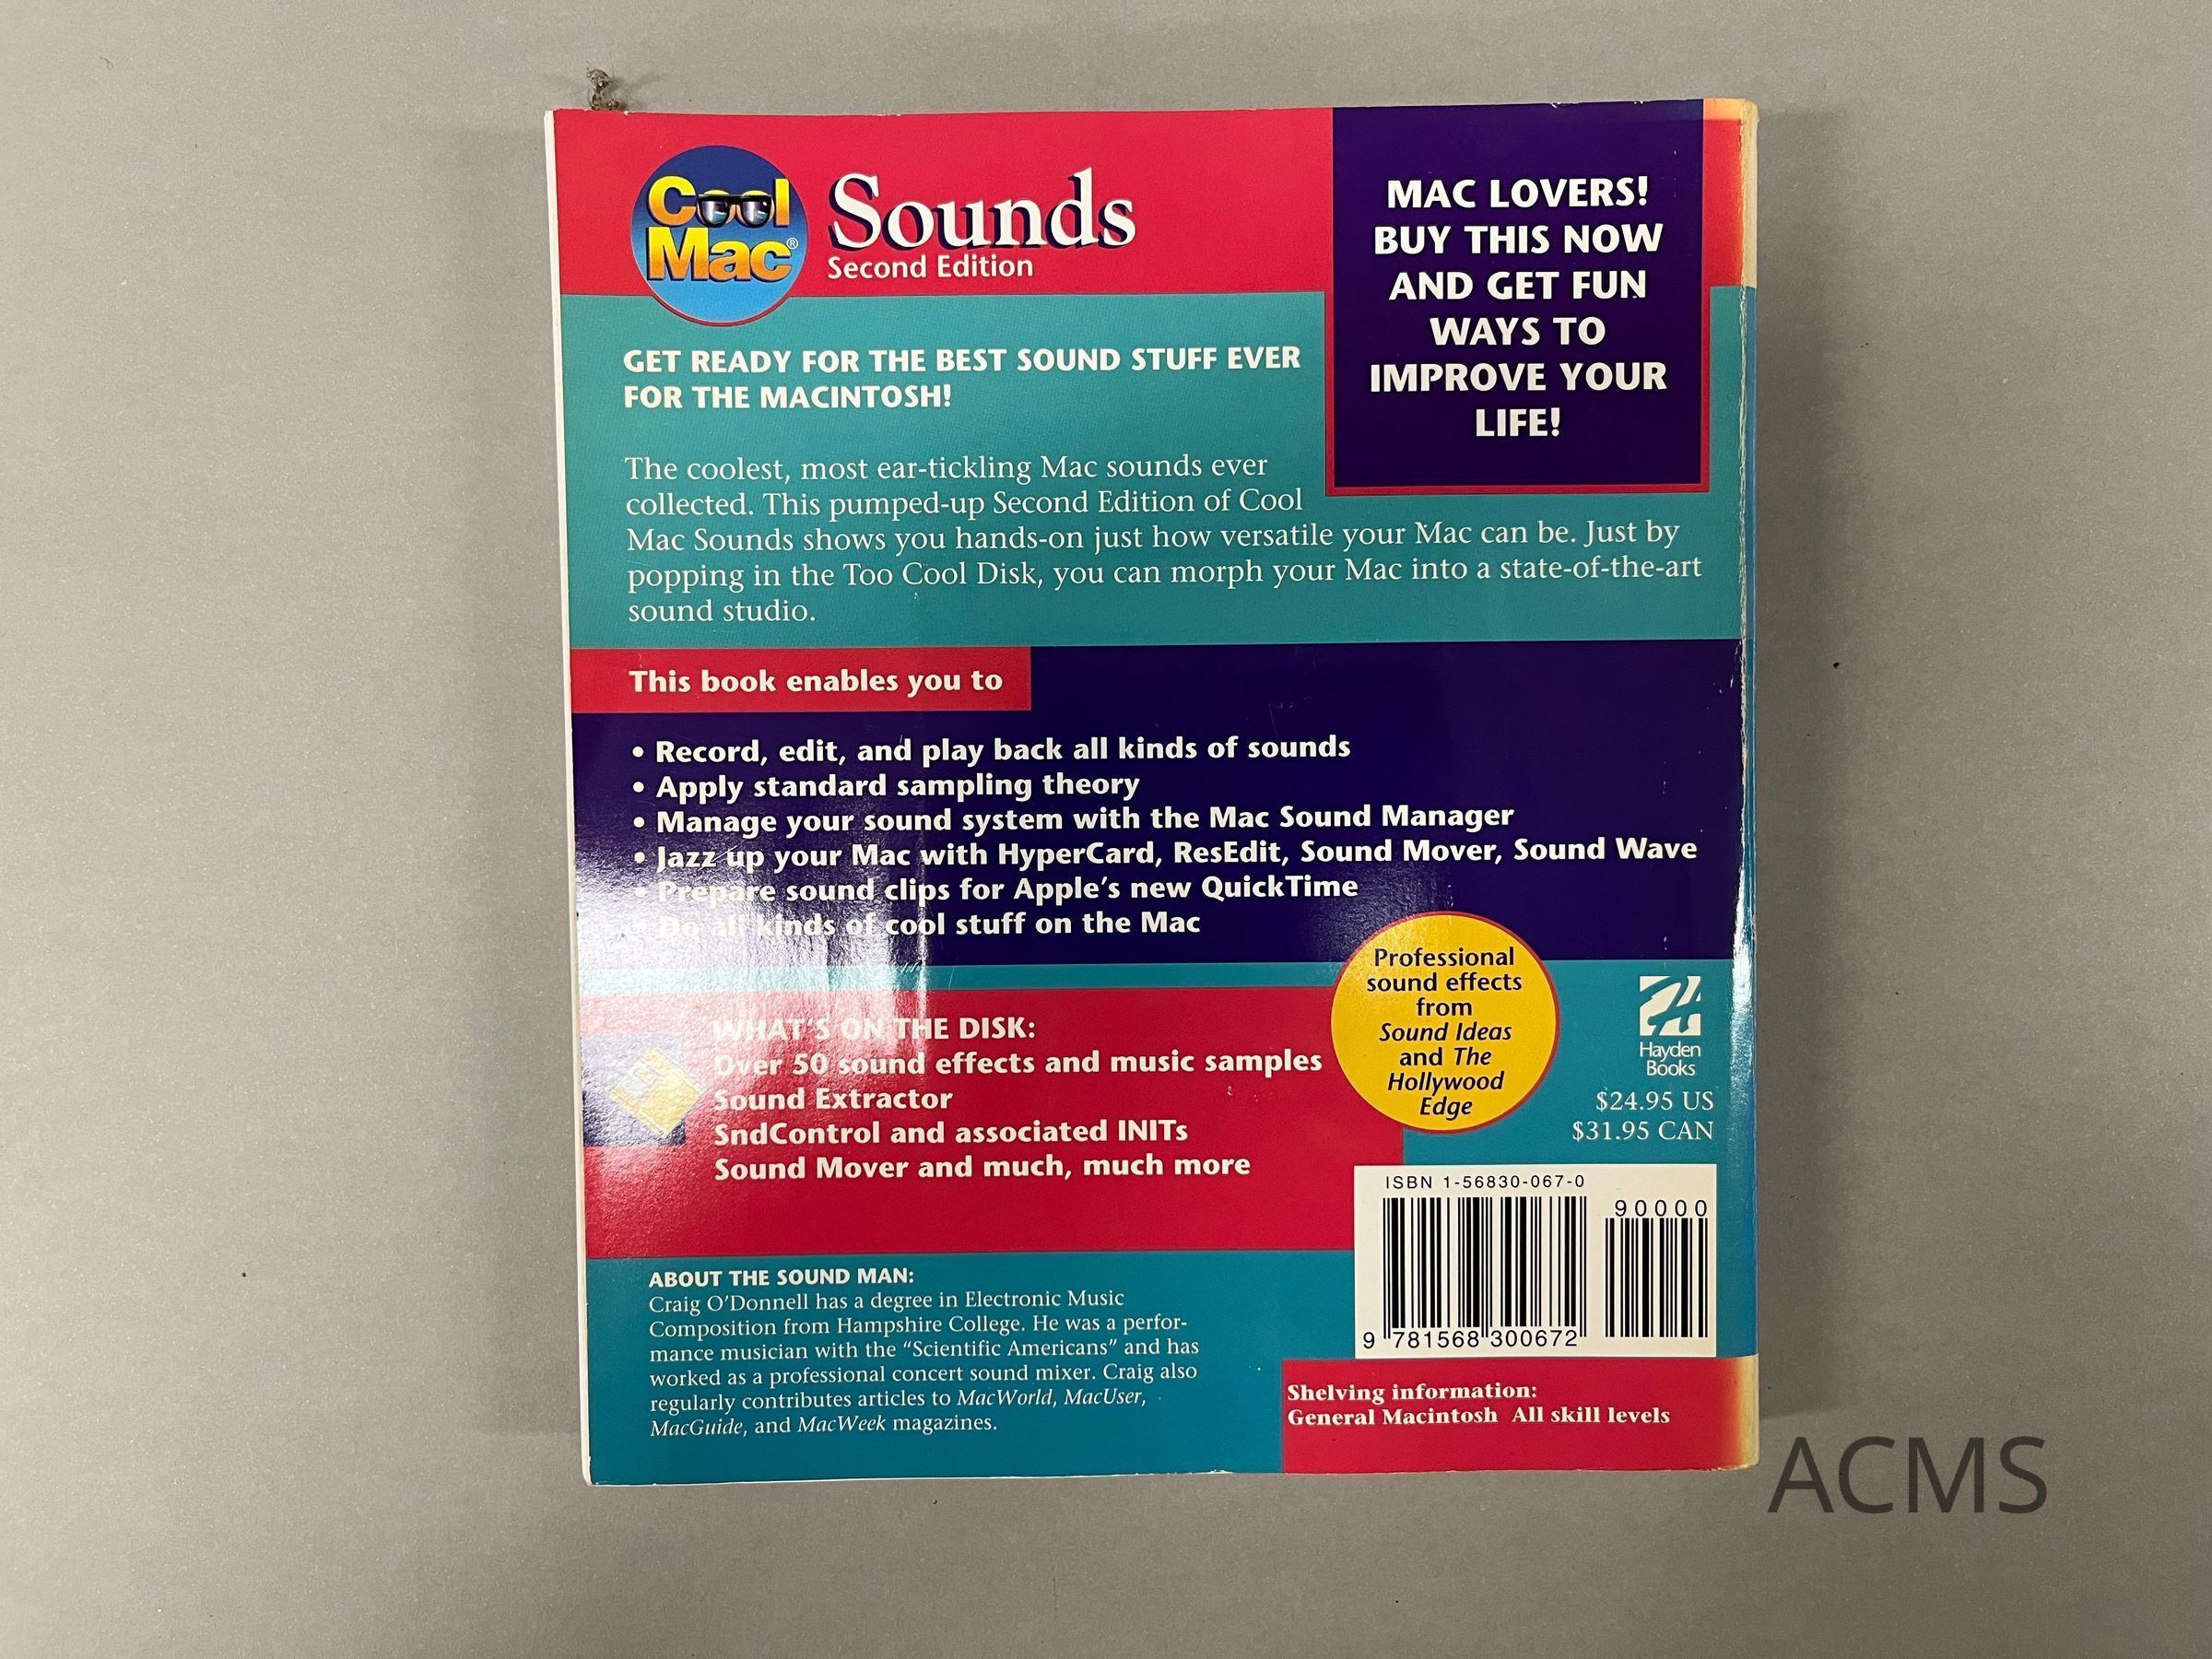 Cool
Mac®
Sounds
Second Edition
MAC LOVERS!
BUY THIS NOW
AND GET FUN
WAYS TO
IMPROVE YOUR
LIFE!
GET READY FOR THE BEST SOUND STUFF EVER
FOR THE MACINTOSH!
The coolest, most ear-tickling Mac sounds ever
collected. This pumped-up Second Edition of Cool
Mac Sounds shows you hands-on just how versatile your Mac can be. Just by
popping in the Too Cool Disk, you can morph your Mac into a state-of-the-art
sound studio.
This book enables you to
• Record, edit, and play back all kinds of sounds
• Apply standard sampling theory
• Manage your sound system with the Mac Sound Manager
• Jazz up your Mac with HyperCard, ResEdit, Sound Mover, Sound Wave
• Prepare sound clips for Apple's new QuickTime
• Do all kinds of cool stuff on the Mac
WHAT'S ON THE DISK:
Over 50 sound effects and music samples
Sound Extractor
SndControl and associated INITs
Sound Mover and much, much more
Professional
sound effects
from
Sound Ideas
and The
Hollywood
Edge
Hayden
Books
$24.95 US
$31.95 CAN
ISBN 1-56830-067-0
90000
9 781568 300672
ABOUT THE SOUND MAN:
Craig O'Donnell has a degree in Electronic Music
Composition from Hampshire College. He was a perfor-
mance musician with the "Scientific Americans" and has
worked as a professional concert sound mixer. Craig also
regularly contributes articles to MacWorld, MacUser,
MacGuide, and MacWeek magazines.
Shelving information:
General Macintosh All skill levels
ACMS